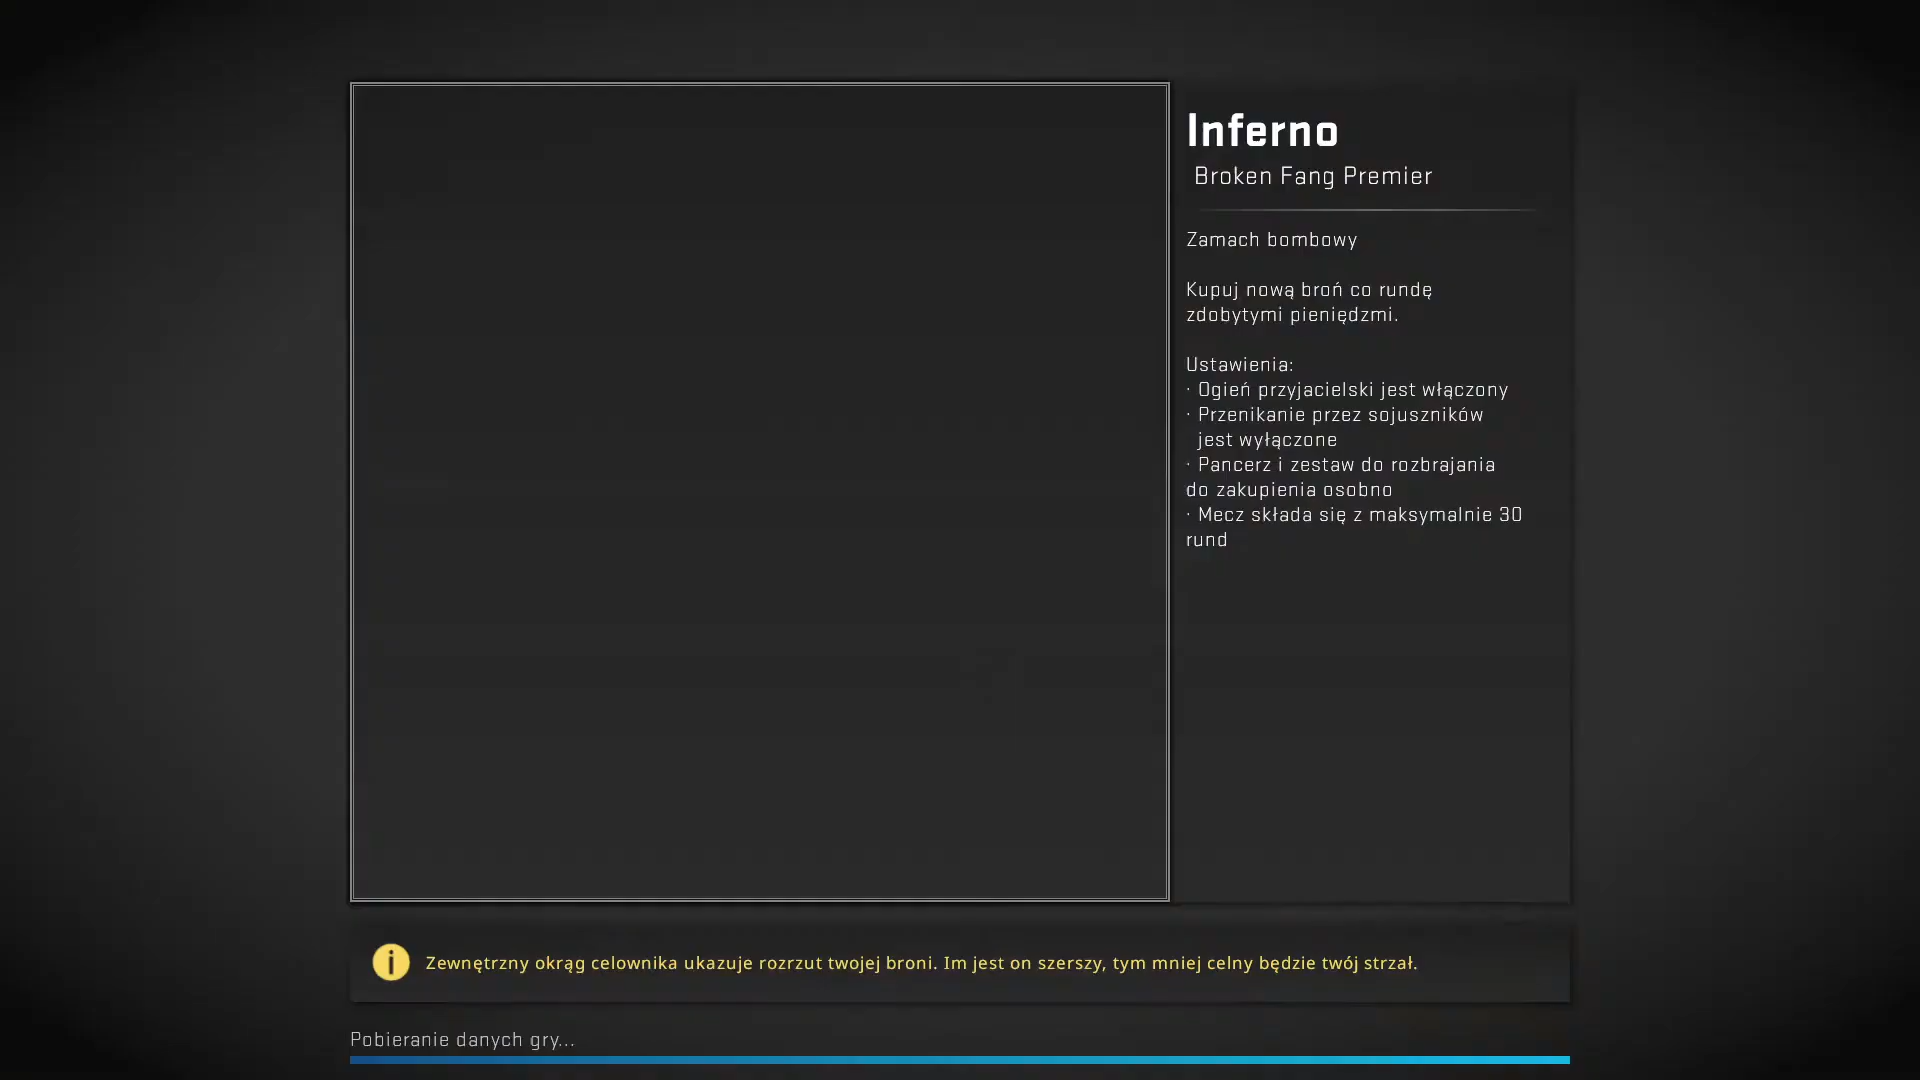 Inferno
Broken Fang Premier
Zamach bombowy
Kupuj nową broń co rundę
zdobytymi pieniędzmi.
Ustawienia:
· Ogień przyjacielski jest włączony
· Przenikanie przez sojuszników
jest wyłączone
· Pancerz i zestaw do rozbrajania
do zakupienia osobno
· Mecz składa się z maksymalnie 30
rund
Zewnętrzny okrąg celownika ukazuje rozrzut twojej broni. Im jest on szerszy, tym mniej celny będzie twój strzał.
Pobieranie danych gry...